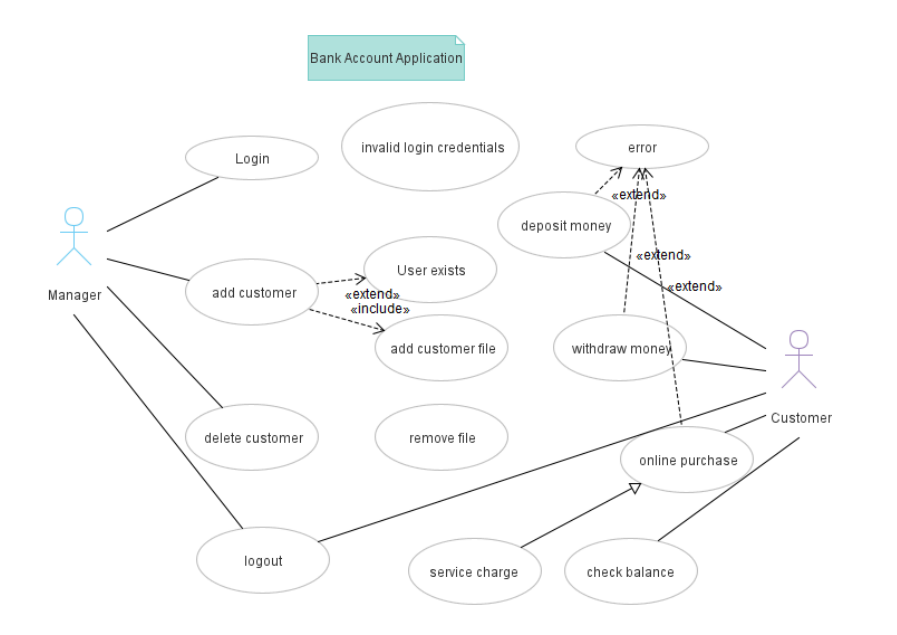 Bank Account Application
invalid login credentials
error
Login
«extend»
deposit money
«extend»
User exists
add customer
«extend»
«extend»
Manager
«include»
add customer file
withdraw money
Customer
delete customer
remove file
online purchase
logout
service charge
check balance